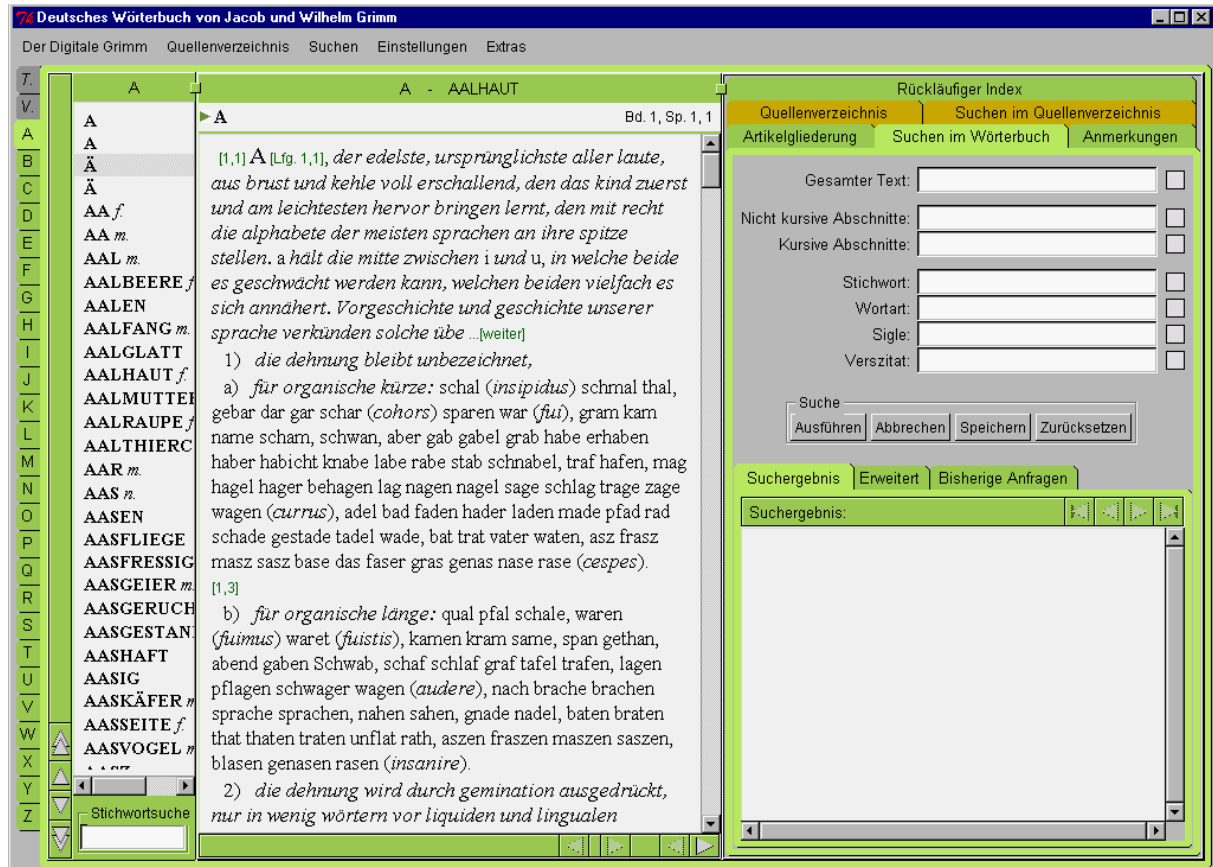 Deutsches Wörterbuch von Jacob und Wilhelm Grimm
Der Digitale Grimm Quellenverzeichnis Suchen Einstellungen Extras
T.
V.
A
B
C
D
E
F
G
H
I
J
K
L
M
N
O
P
Q
R
S
T
U
V
W
X
Y
Z
A
A
A
Ä
Ä
AA f.
AA m.
AAL m.
AALBEERE f
AALEN
AALFANG m.
AALGLATT
AALHAUT f.
AALMUTTER
AALRAUPE f
AALTHIERC
AAR m.
AAS n.
AASEN
AASFLIEGE
AASFRESSIG
AASGEIER m.
AASGERUCH
AASGESTAN
AASHAFT
AASIG
AASKÄFER m
AASSEITE f.
AASVOGEL m
Stichwortsuche
A - AALHAUT
A Bd. 1, Sp. 1, 1
[1,1] A [Lfg. 1,1], der edelste, ursprünglichste aller laute,
aus brust und kehle voll erschallend, den das kind zuerst
und am leichtesten hervor bringen lernt, den mit recht
die alphabete der meisten sprachen an ihre spitze
stellen. a hält die mitte zwischen i und u, in welche beide
es geschwächt werden kann, welchen beiden vielfach es
sich annähert. Vorgeschichte und geschichte unserer
sprache verkünden solche übe ...[weiter]
1) die dehnung bleibt unbezeichnet,
a) für organische kürze: schal (insipidus) schmal thal,
gebar dar gar schar (cohors) sparen war (fui), gram kam
name scham, schwan, aber gab gabel grab habe erhaben
haber habicht knabe labe rabe stab schnabel, traf hafen, mag
hagel hager behagen lag nagen nagel sage schlag trage zage
wagen (currus), adel bad faden hader laden made pfad rad
schade gestade tadel wade, bat trat vater waten, asz frasz
masz sasz base das faser gras genas nase rase (cespes).
[1,3]
b) für organische länge: qual pfal schale, waren
(fuimus) waret (fuistis), kamen kram same, span gethan,
abend gaben Schwab, schaf schlaf graf tafel trafen, lagen
pflagen schwager wagen (audere), nach brache brachen
sprache sprachen, nahen sahen, gnade nadel, baten braten
that thaten traten unflat rath, aszen fraszen maszen saszen,
blasen genasen rasen (insanire).
2) die dehnung wird durch gemination ausgedrückt,
nur in wenig wörtern vor liquiden und lingualen
Rückläufiger Index
Quellenverzeichnis Suchen im Quellenverzeichnis
Artikelgliederung Suchen im Wörterbuch Anmerkungen
Gesamter Text:
Nicht kursive Abschnitte:
Kursive Abschnitte:
Stichwort:
Wortart:
Sigle:
Verszitat:
Suche
Ausführen Abbrechen Speichern Zurücksetzen
Suchergebnis Erweitert Bisherige Anfragen
Suchergebnis: